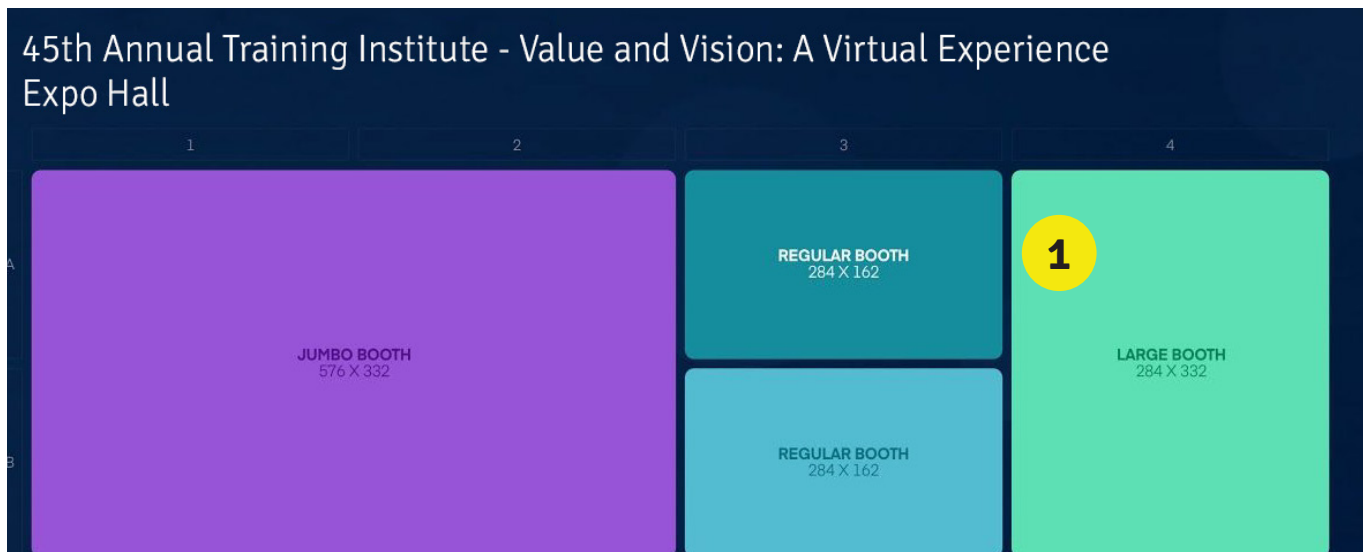 45th Annual Training Institute - Value and Vision: A Virtual Experience
Expo Hall
1 2 3 4
A
REGULAR BOOTH
284 X 162
1
JUMBO BOOTH
576 X 332
LARGE BOOTH
284 X 332
B
REGULAR BOOTH
284 X 162